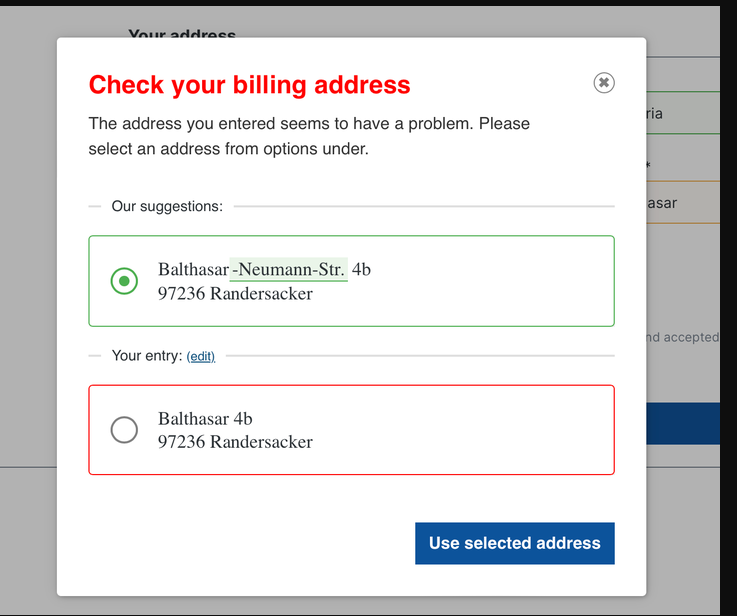 Your address
Check your billing address
The address you entered seems to have a problem. Please
select an address from options under.
Our suggestions:
Balthasar-Neumann-Str. 4b
97236 Randersacker
Your entry: (edit)
Balthasar 4b
97236 Randersacker
Use selected address
ria
*
asar
nd accepted